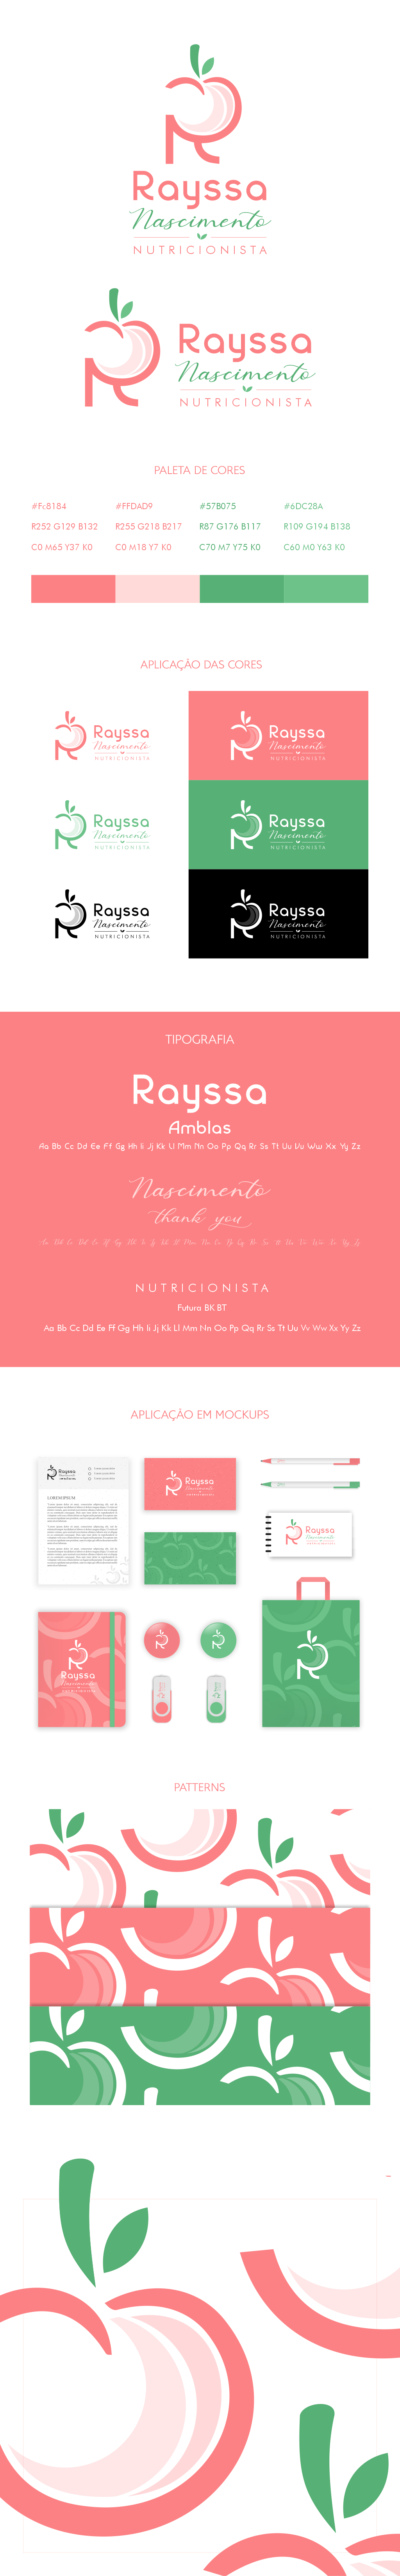 Rayssa
Nascimento
NUTRICIONISTA
Rayssa
Nascimento
NUTRICIONISTA
PALETA DE CORES
#Fc8184 #FFDAD9 #57B075 #6DC28A
R252 G129 B132 R255 G218 B217 R87 G176 B117 R109 G194 B138
C0 M65 Y37 K0 C0 M18 Y7 K0 C70 M7 Y75 K0 C60 M0 Y63 K0
APLICAÇÃO DAS CORES
Rayssa
Nascimento
NUTRICIONISTA
Rayssa
Nascimento
NUTRICIONISTA
Rayssa
Nascimento
NUTRICIONISTA
Rayssa
Nascimento
NUTRICIONISTA
Rayssa
Nascimento
NUTRICIONISTA
Rayssa
Nascimento
NUTRICIONISTA
TIPOGRAFIA
Rayssa
Amblas
Aa Bb Cc Dd Ee Ff Gg Hh Ii Jj Kk Ll Mm Nn Oo Pp Qq Rr Ss Tt Uu Vv Ww Xx Yy Zz
Nascimento
thank you
Aa Bb Cc Dd Ee Ff Gg Hh Ii Jj Kk Ll Mm Nn Oo Pp Qq Rr Ss Tt Uu Vv Ww Xx Yy Zz
NUTRICIONISTA
Futura BK BT
Aa Bb Cc Dd Ee Ff Gg Hh Ii Jj Kk Ll Mm Nn Oo Pp Qq Rr Ss Tt Uu Vv Ww Xx Yy Zz
APLICAÇÃO EM MOCKUPS
Rayssa
LOREM IPSUM
Rayssa
Rayssa
Rayssa
PATTERNS